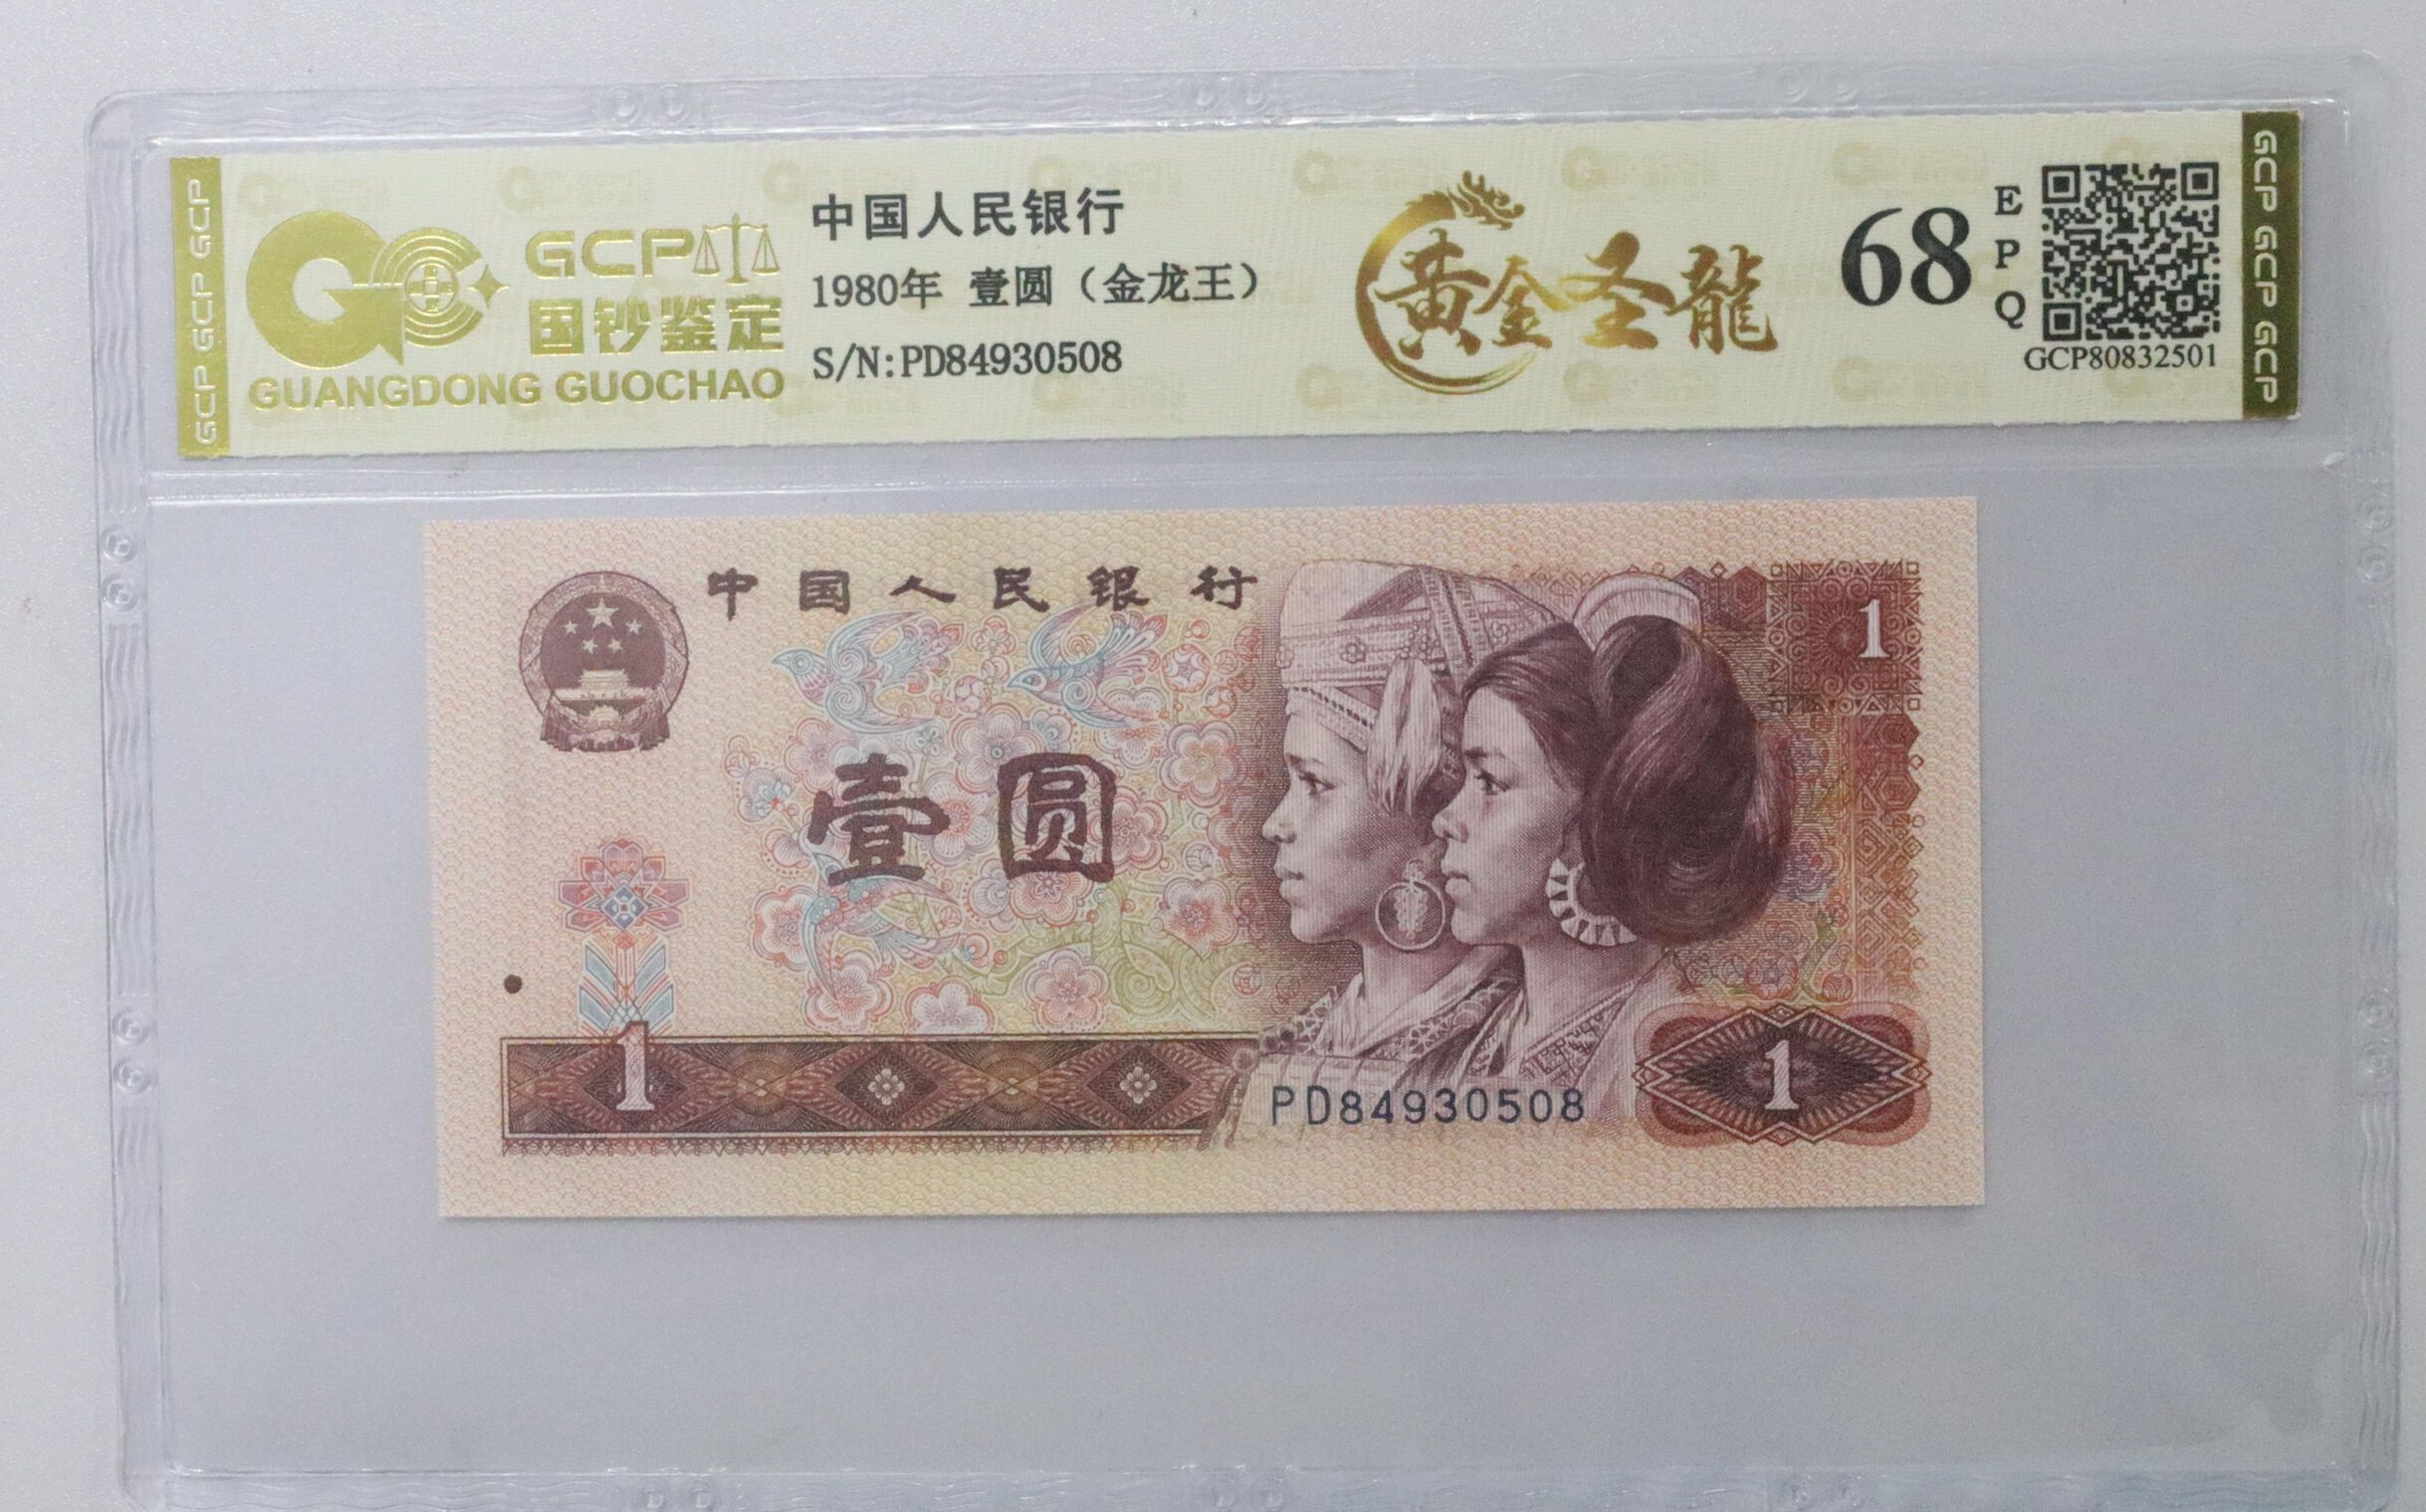 GCP GCP GCP
GCP
国钞鉴定
GUANGDONG GUOCHAO
中国人民银行
1980年 壹圆（金龙王）
S/N:PD84930508
黄金圣龍
68
E
P
Q
GCP80832501
GCP GCP GCP
中国人民银行
1
壹圆
1
PD84930508
1